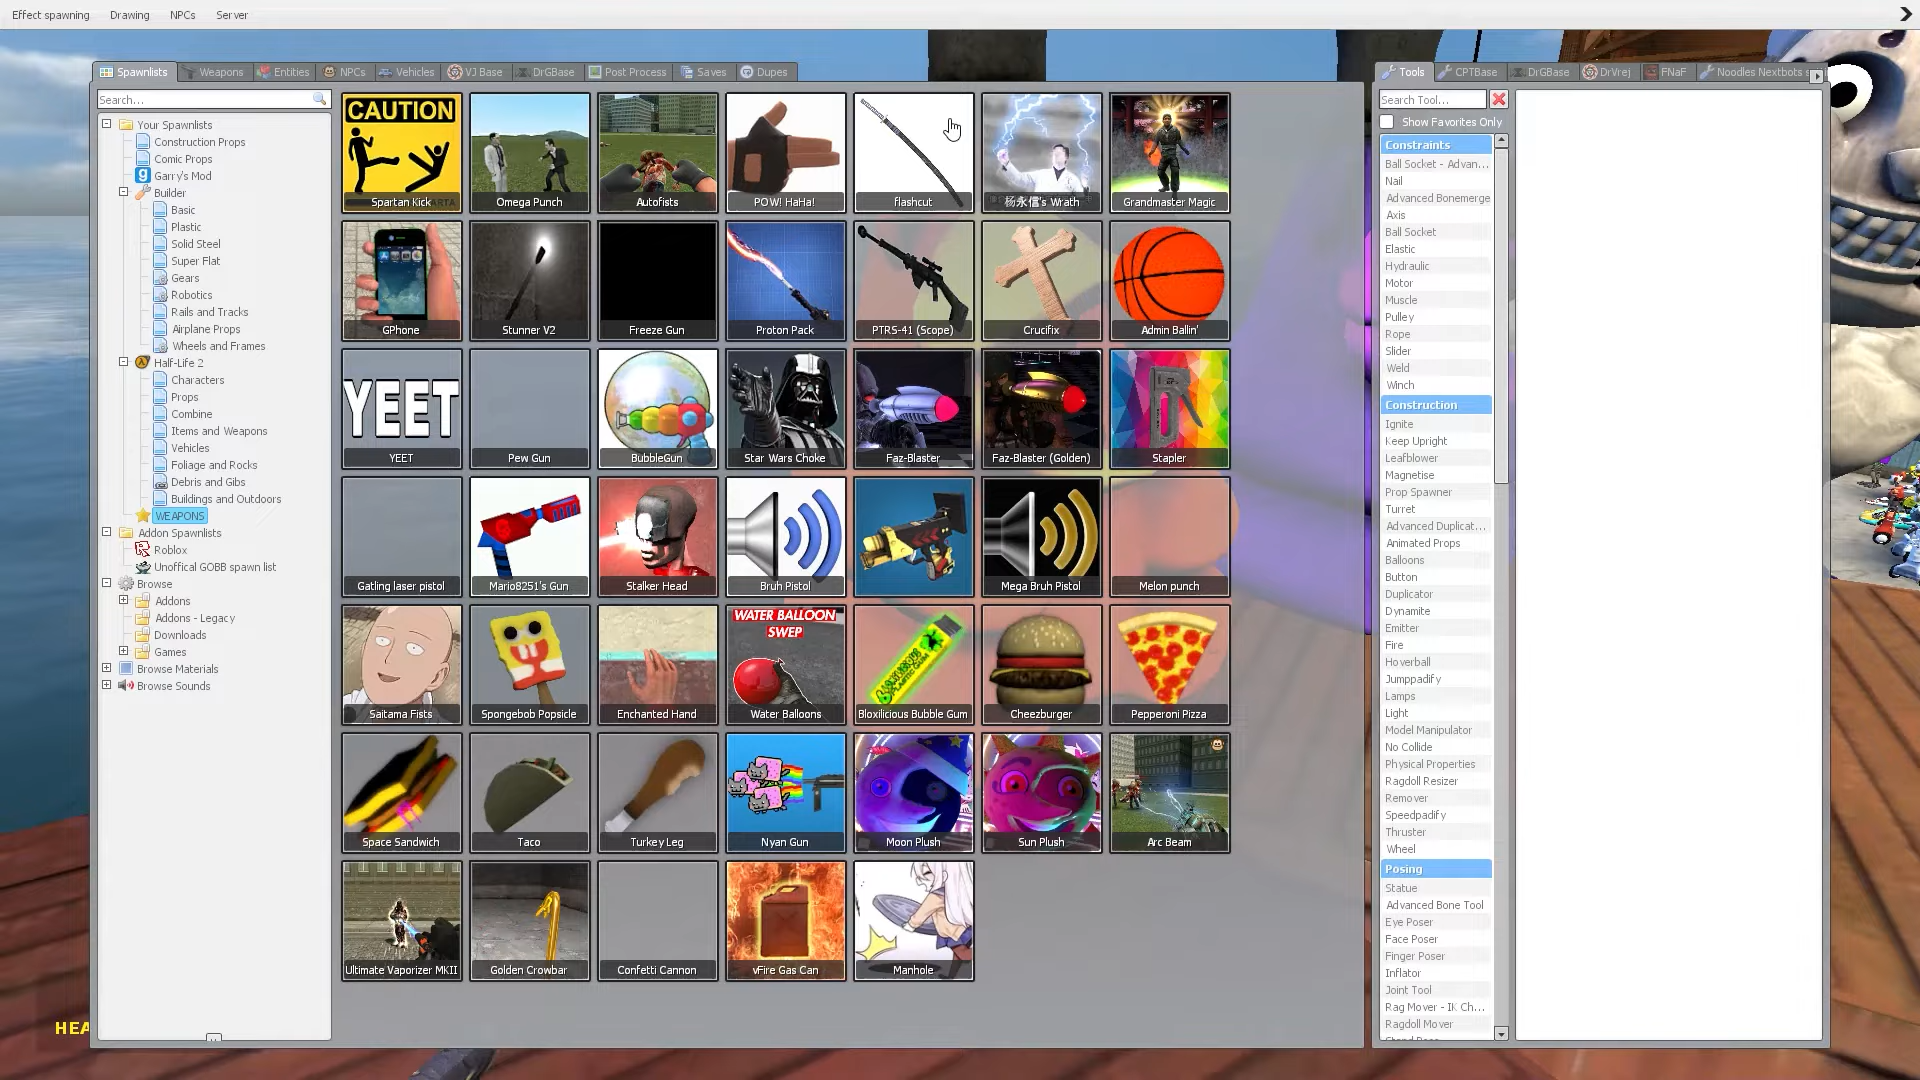 Effect spawning Drawing NPCs Server
Spawnlists Weapons Entities NPCs Vehicles VJ Base DrGBase Post Process Saves Dupes
Search...
Your Spawnlists
Construction Props
Comic Props
Garry's Mod
Builder
Basic
Plastic
Solid Steel
Super Flat
Gears
Robotics
Rails and Tracks
Airplane Props
Wheels and Frames
Half-Life 2
Characters
Props
Combine
Items and Weapons
Vehicles
Foliage and Rocks
Debris and Gibs
Buildings and Outdoors
WEAPONS
Addon Spawnlists
Roblox
Unoffical GOBB spawn list
Browse
Addons
Addons - Legacy
Downloads
Games
Browse Materials
Browse Sounds
CAUTION
Spartan Kick
Omega Punch
Autofists
POW! HaHa!
flashcut
杨永信's Wrath
Grandmaster Magic
GPhone
Stunner V2
Freeze Gun
Proton Pack
PTRS-41 (Scope)
Crucifix
Admin Ballin'
YEET
YEET
Pew Gun
BubbleGun
Star Wars Choke
Faz-Blaster
Faz-Blaster (Golden)
Stapler
Gatling laser pistol
Mario8251's Gun
Stalker Head
Bruh Pistol
Mega Bruh Pistol
Melon punch
Saitama Fists
Spongebob Popsicle
Enchanted Hand
WATER BALLOON
SWEP
Water Balloons
Bloxilicious Bubble Gum
Cheezburger
Pepperoni Pizza
Space Sandwich
Taco
Turkey Leg
Nyan Gun
Moon Plush
Sun Plush
Arc Beam
Ultimate Vaporizer MKII
Golden Crowbar
Confetti Cannon
vFire Gas Can
Manhole
HEA
Tools CPTBase DrGBase DrVrej FNaF Noodles Nextbots s
Search Tool...
Show Favorites Only
Constraints
Ball Socket - Advan...
Nail
Advanced Bonemerge
Axis
Ball Socket
Elastic
Hydraulic
Motor
Muscle
Pulley
Rope
Slider
Weld
Winch
Construction
Ignite
Keep Upright
Leafblower
Magnetise
Prop Spawner
Turret
Advanced Duplicat...
Animated Props
Balloons
Button
Duplicator
Dynamite
Emitter
Fire
Hoverball
Jumppadify
Lamps
Light
Model Manipulator
No Collide
Physical Properties
Ragdoll Resizer
Remover
Speedpadify
Thruster
Wheel
Posing
Statue
Advanced Bone Tool
Eye Poser
Face Poser
Finger Poser
Inflator
Joint Tool
Rag Mover - IK Ch...
Ragdoll Mover